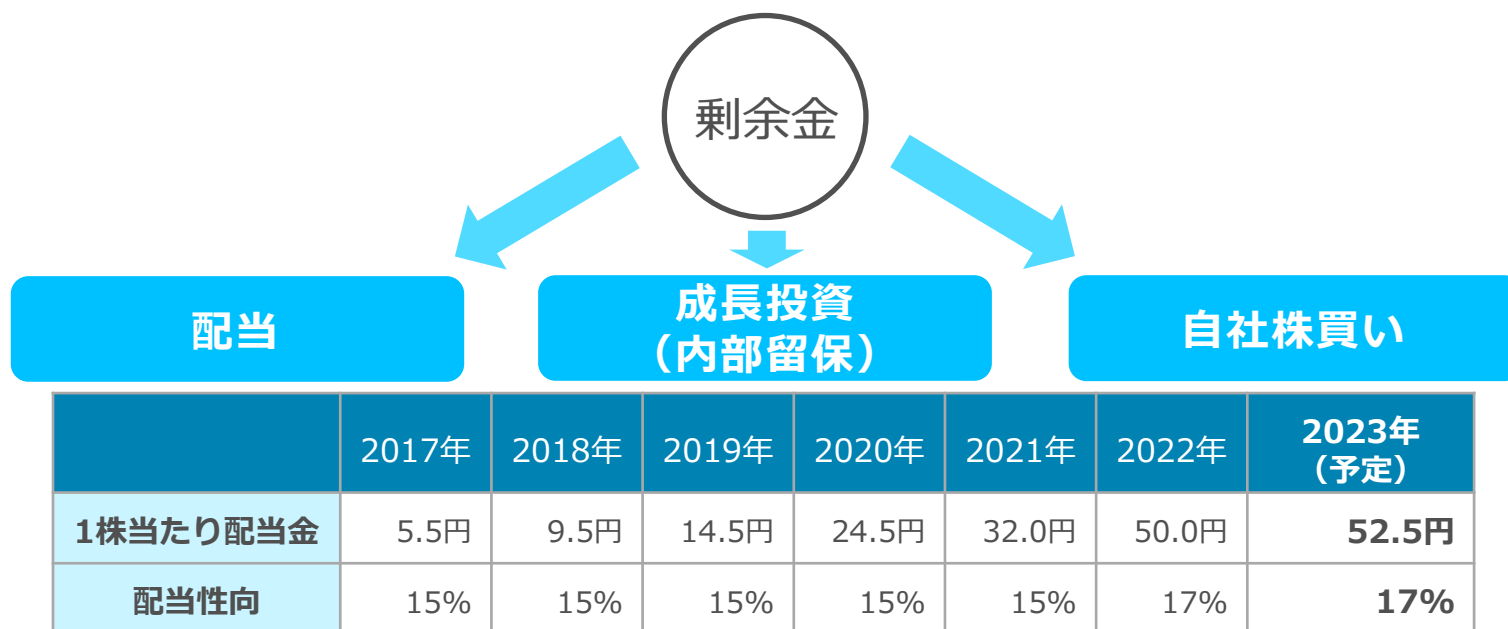 剰余金
配当
成長投資
（内部留保）
自社株買い
2017年 2018年 2019年 2020年 2021年 2022年 2023年
（予定）
1株当たり配当金 5.5円 9.5円 14.5円 24.5円 32.0円 50.0円 52.5円
配当性向 15% 15% 15% 15% 15% 17% 17%